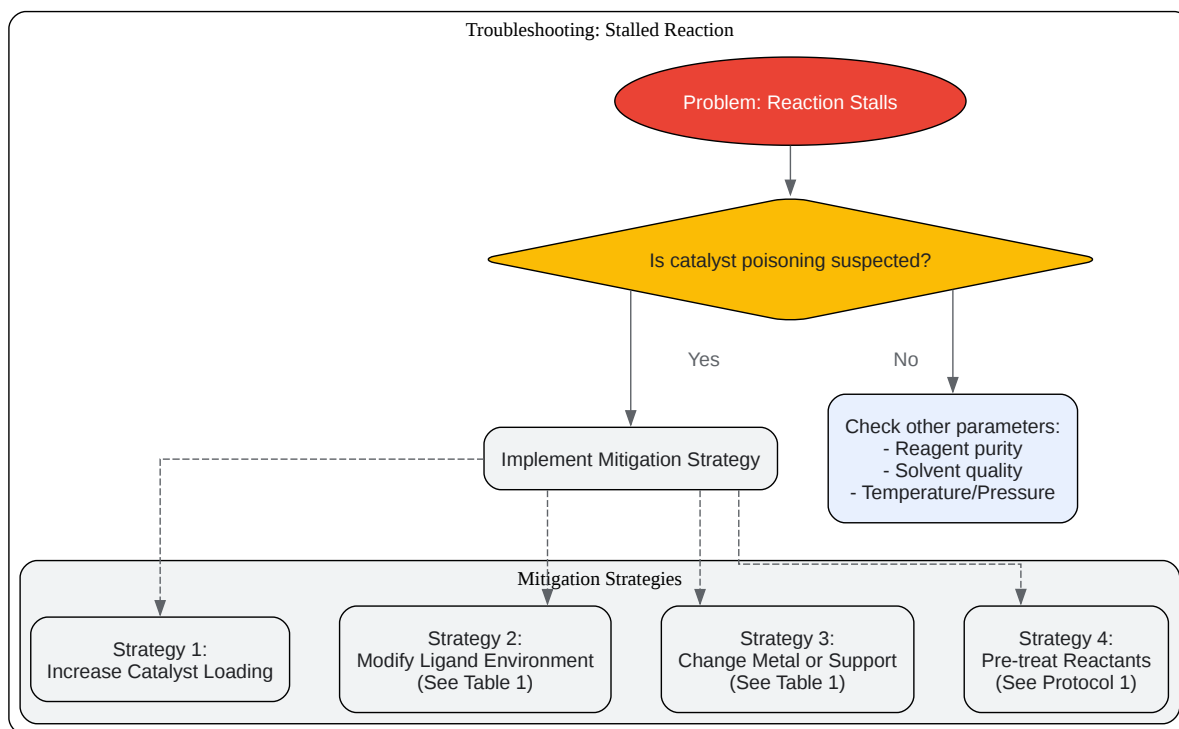 Troubleshooting: Stalled Reaction
Problem: Reaction Stalls
Is catalyst poisoning suspected?
Yes
No
Check other parameters:
- Reagent purity
- Solvent quality
- Temperature/Pressure
Implement Mitigation Strategy
Mitigation Strategies
Strategy 1:
Increase Catalyst Loading
Strategy 2:
Modify Ligand Environment
(See Table 1)
Strategy 3:
Change Metal or Support
(See Table 1)
Strategy 4:
Pre-treat Reactants
(See Protocol 1)